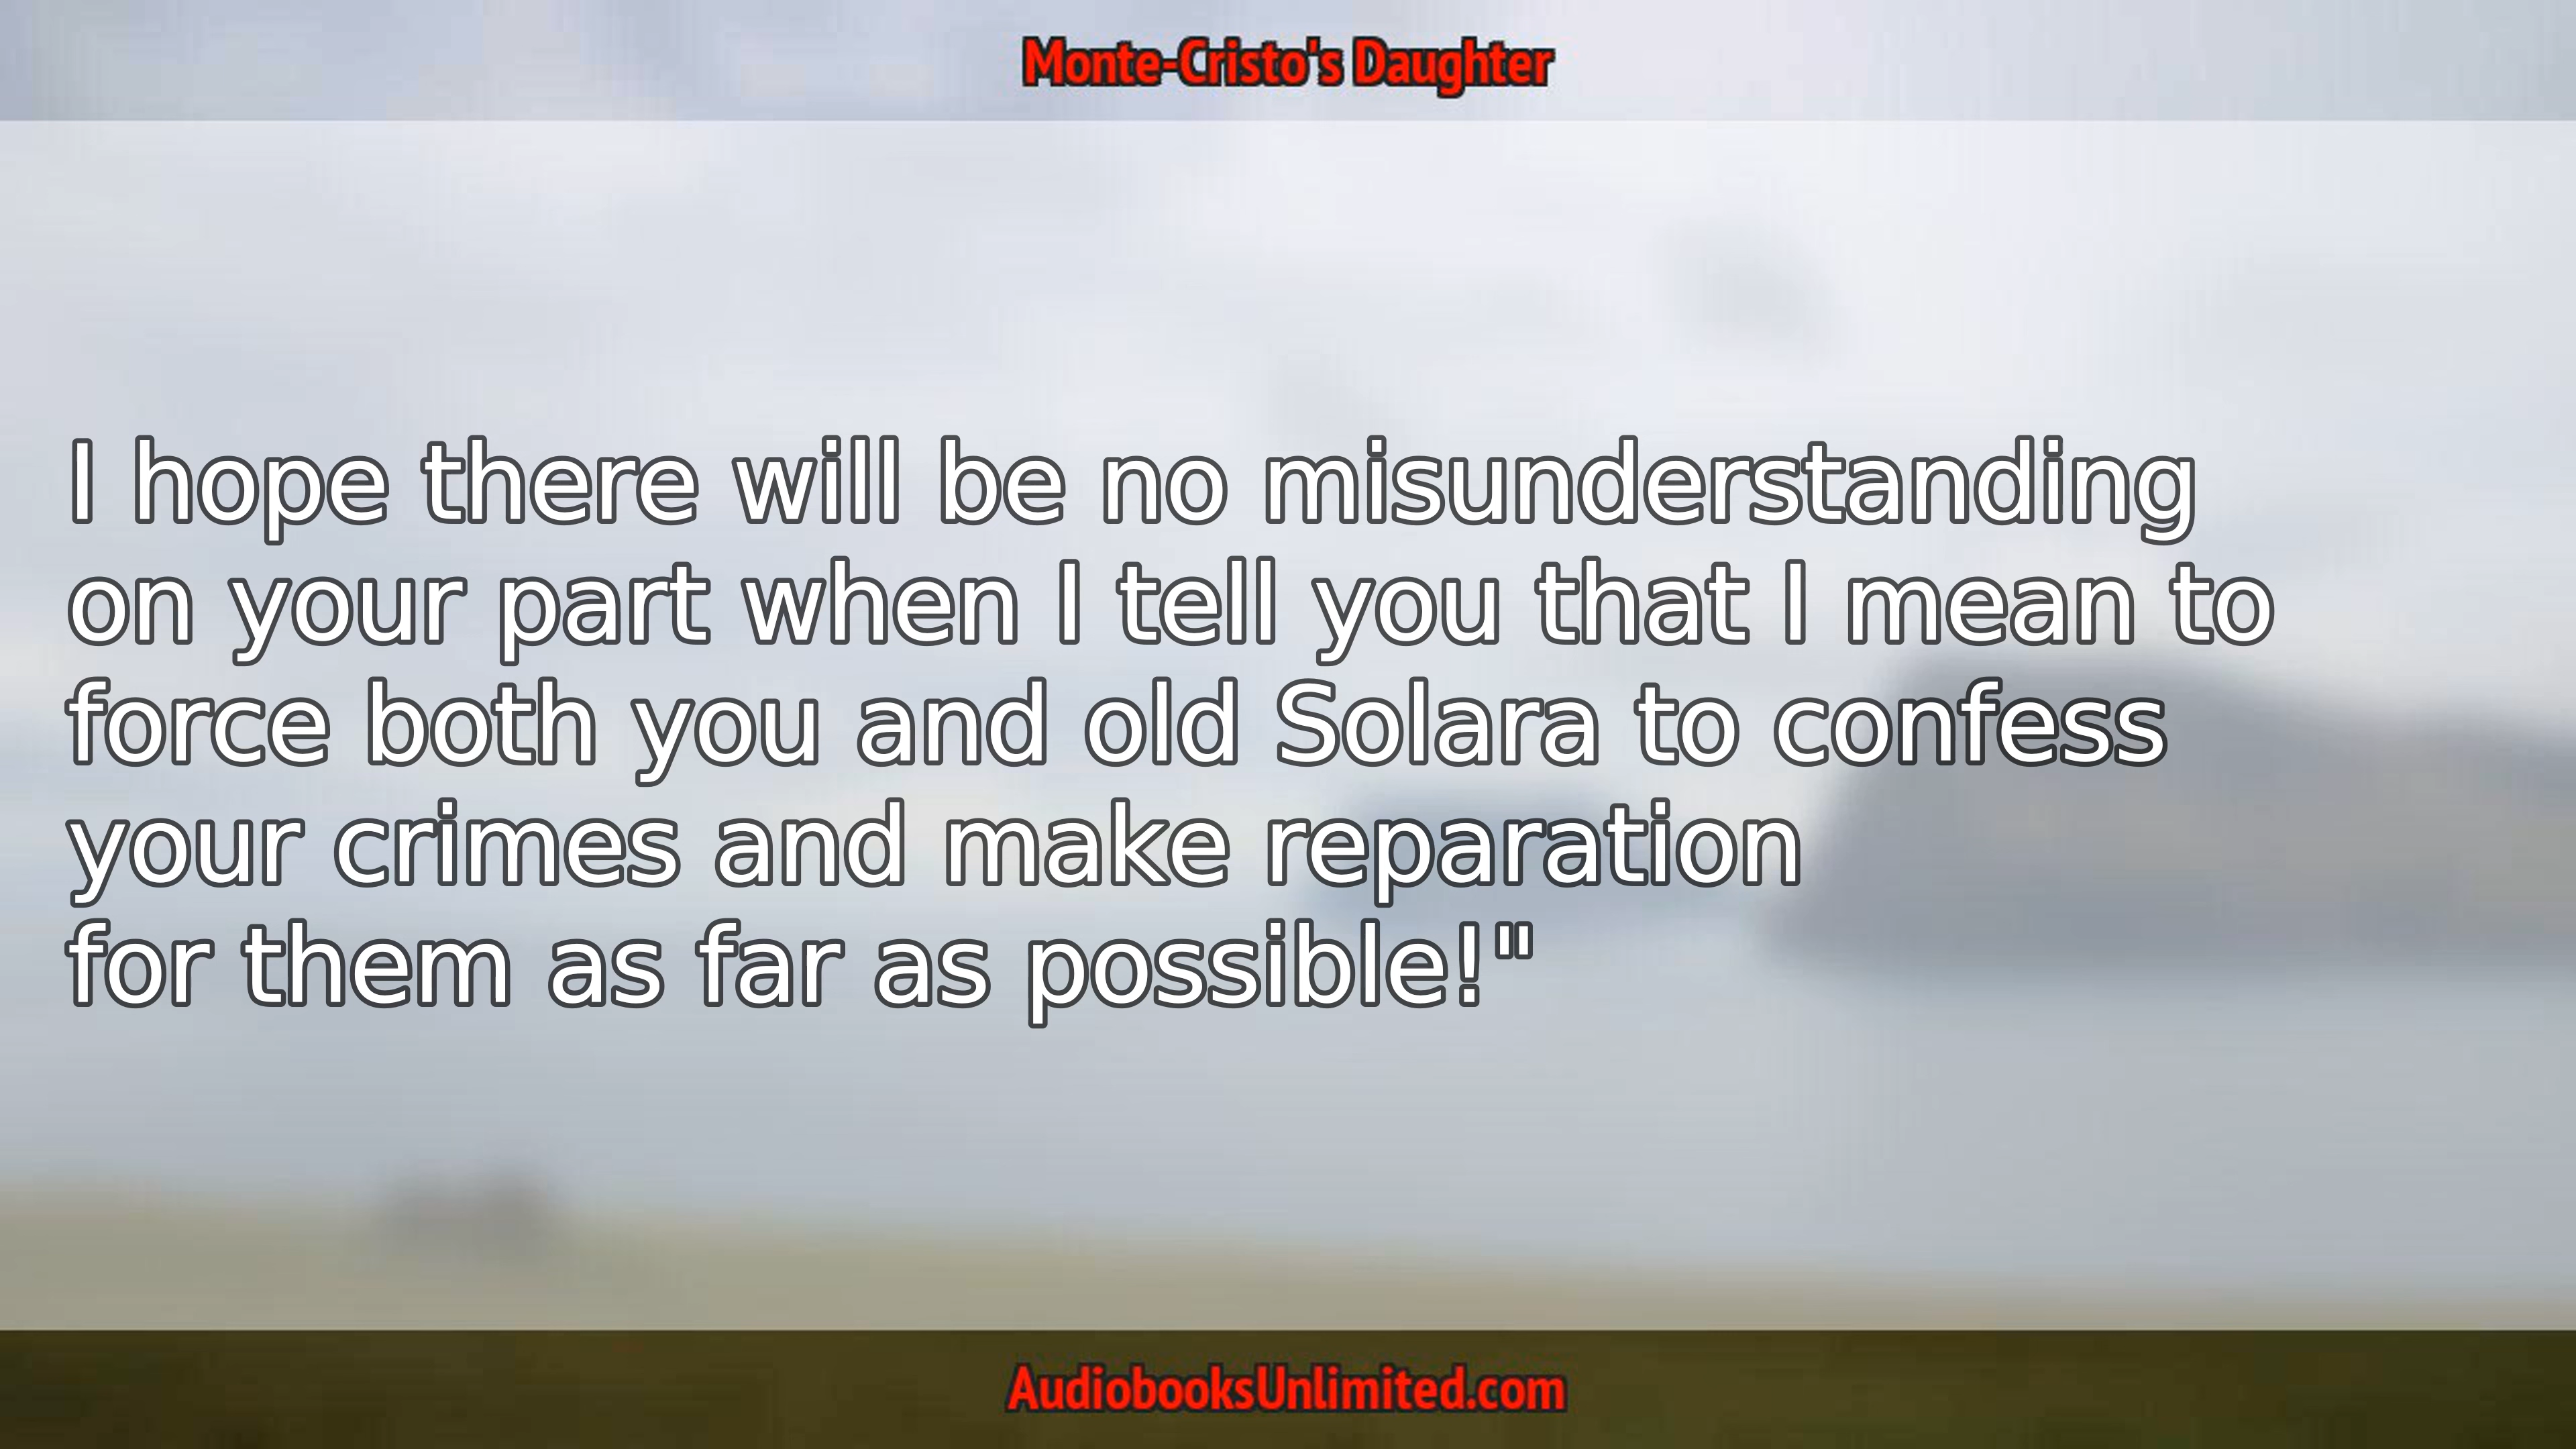 Monte-Cristo's Daughter
I hope there will be no misunderstanding
on your part when I tell you that I mean to
force both you and old Solara to confess
your crimes and make reparation
for them as far as possible!"
AudiobooksUnlimited.com